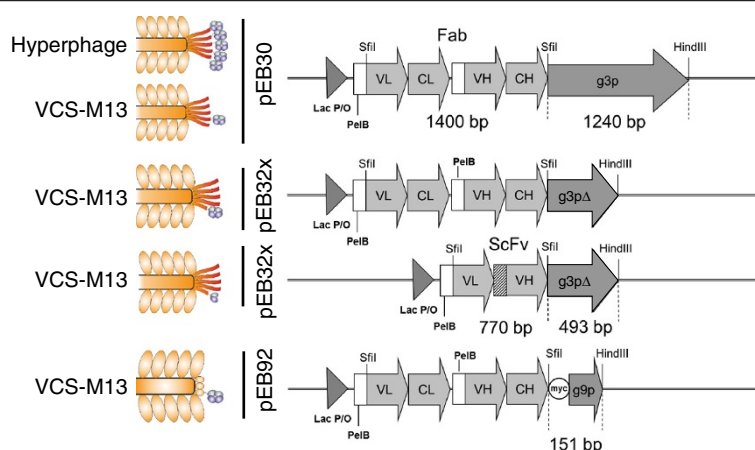 Hyperphage
VCS-M13
pEB30
Fab
SfiI
SfiI
HindIII
VL
CL
VH
CH
g3p
Lac P/O
PelB
1400 bp
1240 bp
VCS-M13
pEB32x
SfiI
PelB
SfiI
HindIII
VL
CL
VH
CH
g3pΔ
Lac P/O
PelB
VCS-M13
pEB32x
ScFv
SfiI
SfiI
HindIII
VL
VH
g3pΔ
Lac P/O
PelB
770 bp
493 bp
VCS-M13
pEB92
SfiI
PelB
SfiI
HindIII
VL
CL
VH
CH
myc
g9p
Lac P/O
PelB
151 bp